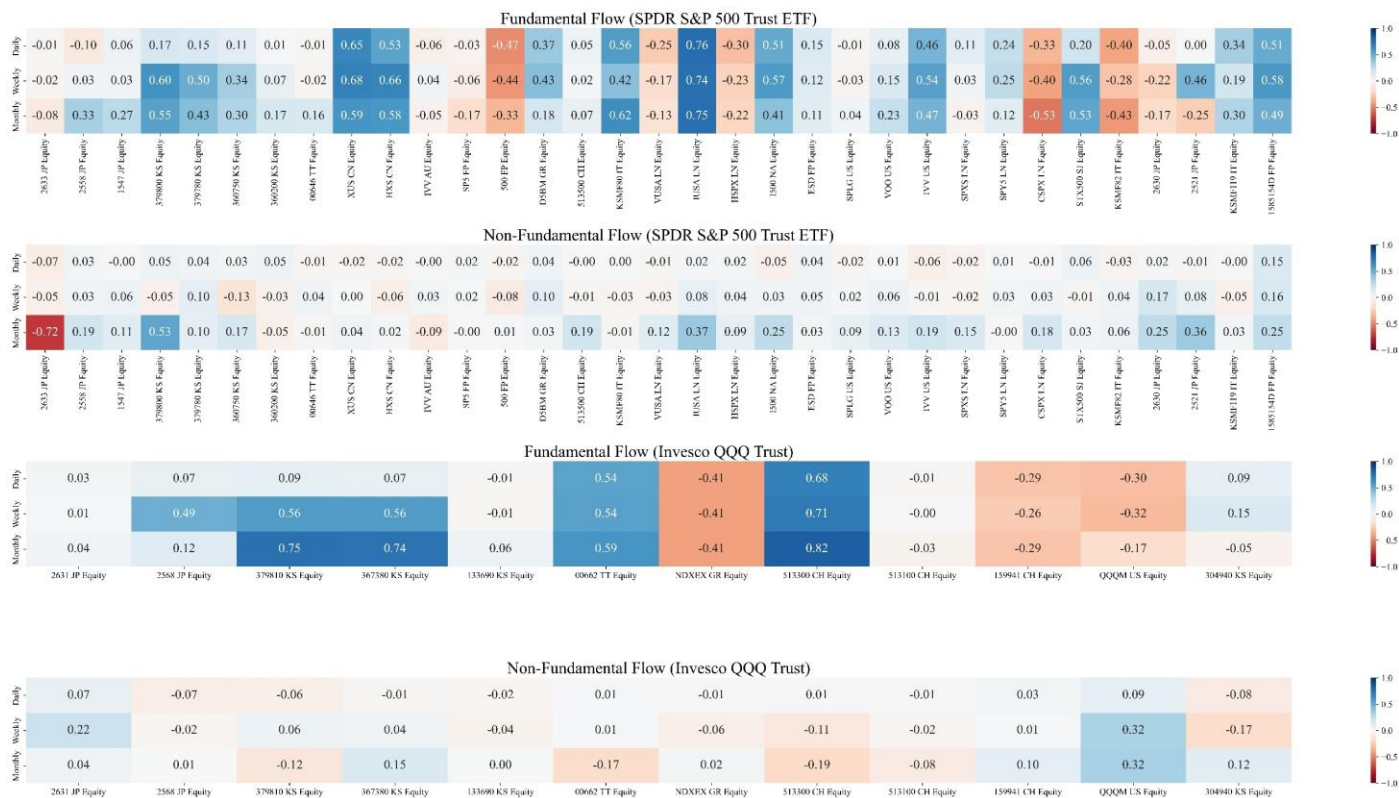 Fundamental Flow (SPDR S&P 500 Trust ETF)
Daily -0.01 -0.10 0.06 0.17 0.15 0.11 0.01 -0.01 0.65 0.53 -0.06 -0.03 -0.47 0.37 0.05 0.56 -0.25 0.76 -0.30 0.51 0.15 -0.01 0.08 0.46 0.11 0.24 -0.33 0.20 -0.40 -0.05 0.00 0.34 0.51
Weekly -0.02 0.03 0.03 0.60 0.50 0.34 0.07 -0.02 0.68 0.66 0.04 -0.06 -0.44 0.43 0.02 0.42 -0.17 0.74 -0.23 0.57 0.12 -0.03 0.15 0.54 0.03 0.25 -0.40 0.56 -0.28 -0.22 0.46 0.19 0.58
Monthly -0.08 0.33 0.27 0.55 0.43 0.30 0.17 0.16 0.59 0.58 -0.05 -0.17 -0.33 0.18 0.07 0.62 -0.13 0.75 -0.22 0.41 0.11 0.04 0.23 0.47 -0.03 0.12 -0.53 0.53 -0.43 -0.17 -0.25 0.30 0.49
2633 JP Equity 2558 JP Equity 1547 JP Equity 379800 KS Equity 379780 KS Equity 360750 KS Equity 360200 KS Equity 00646 TT Equity XUS CN Equity HXS CN Equity IVV AU Equity SP5 FP Equity 500 FP Equity D5BM GR Equity 513500 CH Equity KSMF80 IT Equity VUSA LN Equity IUSA LN Equity HSPX LN Equity I500 NA Equity ESD FP Equity SPLG US Equity VOO US Equity IVV US Equity SPXS LN Equity SPY5 LN Equity CSPX LN Equity S1X500 SJ Equity KSMF82 IT Equity 2630 JP Equity 2521 JP Equity KSMF119 IT Equity 1585154D FP Equity
1.0
0.5
0.0
-0.5
-1.0
Non-Fundamental Flow (SPDR S&P 500 Trust ETF)
Daily -0.07 0.03 -0.00 0.05 0.04 0.03 0.05 -0.01 -0.02 -0.02 -0.00 0.02 -0.02 0.04 -0.00 0.00 -0.01 0.02 0.02 -0.05 0.04 -0.02 0.01 -0.06 -0.02 0.01 -0.01 0.06 -0.03 0.02 -0.01 -0.00 0.15
Weekly -0.05 0.03 0.06 -0.05 0.10 -0.13 -0.03 0.04 0.00 -0.06 0.03 0.02 -0.08 0.10 -0.01 -0.03 -0.03 0.08 0.04 0.03 0.05 0.02 0.06 -0.01 -0.02 0.03 0.03 -0.01 0.04 0.17 0.08 -0.05 0.16
Monthly -0.72 0.19 0.11 0.53 0.10 0.17 -0.05 -0.01 0.04 0.02 -0.09 -0.00 0.01 0.03 0.19 -0.01 0.12 0.37 0.09 0.25 0.03 0.09 0.13 0.19 0.15 -0.00 0.18 0.03 0.06 0.25 0.36 0.03 0.25
2633 JP Equity 2558 JP Equity 1547 JP Equity 379800 KS Equity 379780 KS Equity 360750 KS Equity 360200 KS Equity 00646 TT Equity XUS CN Equity HXS CN Equity IVV AU Equity SP5 FP Equity 500 FP Equity D5BM GR Equity 513500 CH Equity KSMF80 IT Equity VUSA LN Equity IUSA LN Equity HSPX LN Equity I500 NA Equity ESD FP Equity SPLG US Equity VOO US Equity IVV US Equity SPXS LN Equity SPY5 LN Equity CSPX LN Equity S1X500 SJ Equity KSMF82 IT Equity 2630 JP Equity 2521 JP Equity KSMF119 IT Equity 1585154D FP Equity
1.0
0.5
0.0
-0.5
-1.0
Fundamental Flow (Invesco QQQ Trust)
Daily 0.03 0.07 0.09 0.07 -0.01 0.54 -0.41 0.68 -0.01 -0.29 -0.30 0.09
Weekly 0.01 0.49 0.56 0.56 -0.01 0.54 -0.41 0.71 -0.00 -0.26 -0.32 0.15
Monthly 0.04 0.12 0.75 0.74 0.06 0.59 -0.41 0.82 -0.03 -0.29 -0.17 -0.05
2631 JP Equity 2568 JP Equity 379810 KS Equity 367380 KS Equity 133690 KS Equity 00662 TT Equity NDXEX GR Equity 513300 CH Equity 513100 CH Equity 159941 CH Equity QQQM US Equity 304940 KS Equity
1.0
0.5
0.0
-0.5
-1.0
Non-Fundamental Flow (Invesco QQQ Trust)
Daily 0.07 -0.07 -0.06 -0.01 -0.02 0.01 -0.01 0.01 -0.01 0.03 0.09 -0.08
Weekly 0.22 -0.02 0.06 0.04 -0.04 0.01 -0.06 -0.11 -0.02 0.01 0.32 -0.17
Monthly 0.04 0.01 -0.12 0.15 0.00 -0.17 0.02 -0.19 -0.08 0.10 0.32 0.12
2631 JP Equity 2568 JP Equity 379810 KS Equity 367380 KS Equity 133690 KS Equity 00662 TT Equity NDXEX GR Equity 513300 CH Equity 513100 CH Equity 159941 CH Equity QQQM US Equity 304940 KS Equity
1.0
0.5
0.0
-0.5
-1.0